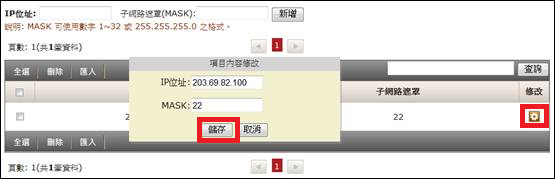 IP位址: 子網路遮罩(MASK): 新增
說明: MASK 可使用數字 1~32 或 255.255.255.0 之格式。
頁數: 1(共1筆資料) 1
項目內容修改
全選 刪除 匯入 查詢
IP位址: 203.69.82.100
子網路遮罩 修改
MASK: 22
2 22
儲存 取消
全選 刪除 匯入
頁數: 1(共1筆資料) 1